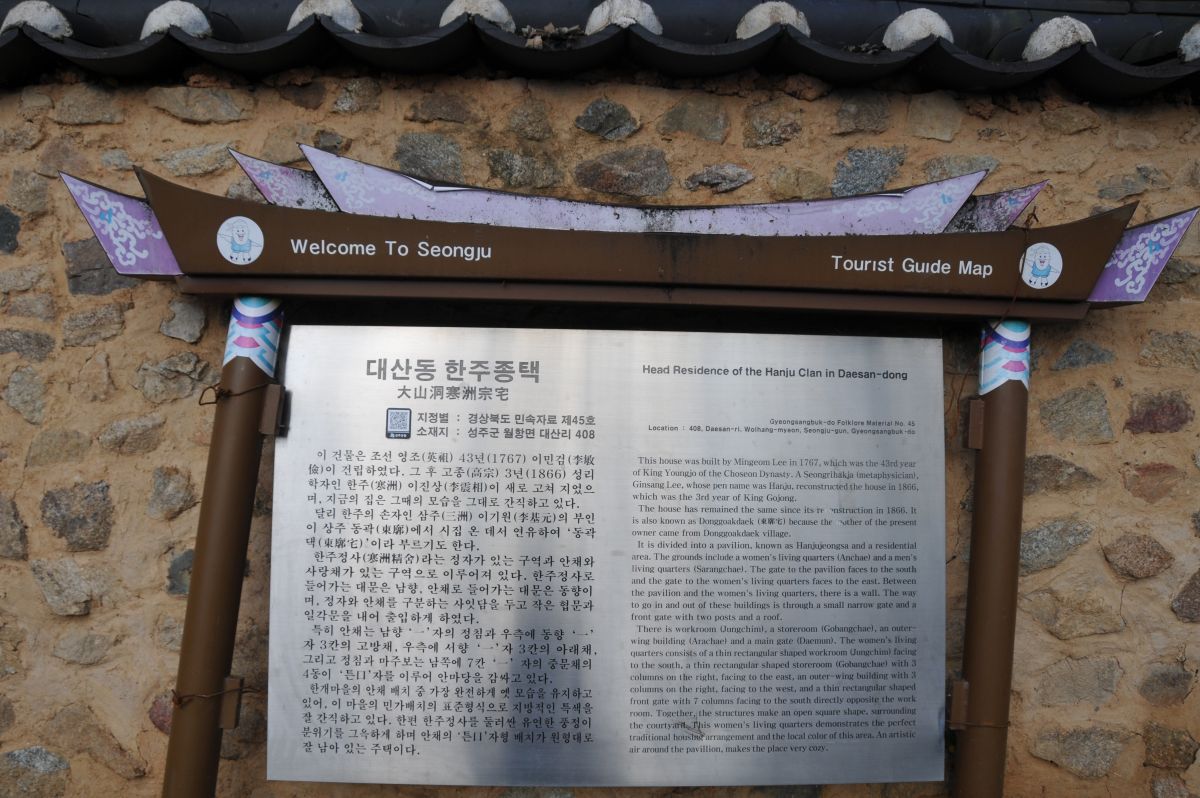 Welcome To Seongju
Tourist Guide Map
대산동 한주종택
大山洞寒洲宗宅
지정별 : 경상북도 민속자료 제45호
소재지 : 성주군 월항면 대산리 408
이 건물은 조선 영조(英祖) 43년(1767) 이민검(李敏
儉)이 건립하였다. 그 후 고종(高宗) 3년(1866) 성리
학자인 한주(寒洲) 이진상(李震相)이 새로 고쳐 지었으
며, 지금의 집은 그때의 모습을 그대로 간직하고 있다.
달리 한주의 손자인 삼주(三洲) 이기원(李基元)의 부인
이 상주 동곽(東廓)에서 시집 온 데서 연유하여 ‘동곽
댁(東廓宅)’이라 부르기도 한다.
한주정사(寒洲精舍)라는 정자가 있는 구역과 안채와
사랑채가 있는 구역으로 이루어져 있다. 한주정사로
들어가는 대문은 남향, 안채로 들어가는 대문은 동향이
며, 정자와 안채를 구분하는 사잇담을 두고 작은 협문과
일각문을 내어 출입하게 하였다.
특히 안채는 남향 ‘一’자의 정침과 우측에 동향 ‘一’
자 3칸의 고방채, 우측에 서향 ‘一’자 3칸의 아래채,
그리고 정침과 마주보는 남쪽에 7칸 ‘一’ 자의 중문채의
4동이 ‘튼口’자를 이루어 안마당을 감싸고 있다.
한개마을의 안채 배치 중 가장 완전하게 옛 모습을 유지하고
있어, 이 마을의 민가배치의 표준형식으로 지방적인 특색을
잘 간직하고 있다. 한편 한주정사를 둘러싼 유연한 풍정이
분위기를 그윽하게 하며 안채의 ‘튼口’자형 배치가 원형대로
잘 남아 있는 주택이다.
Head Residence of the Hanju Clan in Daesan-dong
Gyeongsangbuk-do Folklore Material No. 45
Location : 408, Daesan-ri, Wolhang-myeon, Seongju-gun, Gyeongsangbuk-do
This house was built by Mingeom Lee in 1767, which was the 43rd year
of King Youngjo of the Choseon Dynasty. A Seongrihakja (metaphysician),
Ginsang Lee, whose pen name was Hanju, reconstructed the house in 1866,
which was the 3rd year of King Gojong.
The house has remained the same since its reconstruction in 1866. It
is also known as Donggoakdaek (東廓宅) because the mother of the present
owner came from Donggoakdaek village.
It is divided into a pavilion, known as Hanjujeongsa and a residential
area. The grounds include a women's living quarters (Anchae) and a men's
living quarters (Sarangchae). The gate to the pavilion faces to the south
and the gate to the women's living quarters faces to the east. Between
the pavilion and the women's living quarters, there is a wall. The way
to go in and out of these buildings is through a small narrow gate and a
front gate with two posts and a roof.
There is workroom (Jungchim), a storeroom (Gobangchae), an outer-
wing building (Arachae) and a main gate (Daemun). The women's living
quarters consists of a thin rectangular shaped workroom (Jungchim) facing
to the south, a thin rectangular shaped storeroom (Gobangchae) with 3
columns on the right, facing to the east, an outer-wing building with 3
columns on the right, facing to the west, and a thin rectangular shaped
front gate with 7 columns facing to the south directly opposite the work
room. Together, the structures make an open square shape, surrounding
the courtyard. This women's living quarters demonstrates the perfect
traditional housing arrangement and the local color of this area. An artistic
air around the pavillion, makes the place very cozy.